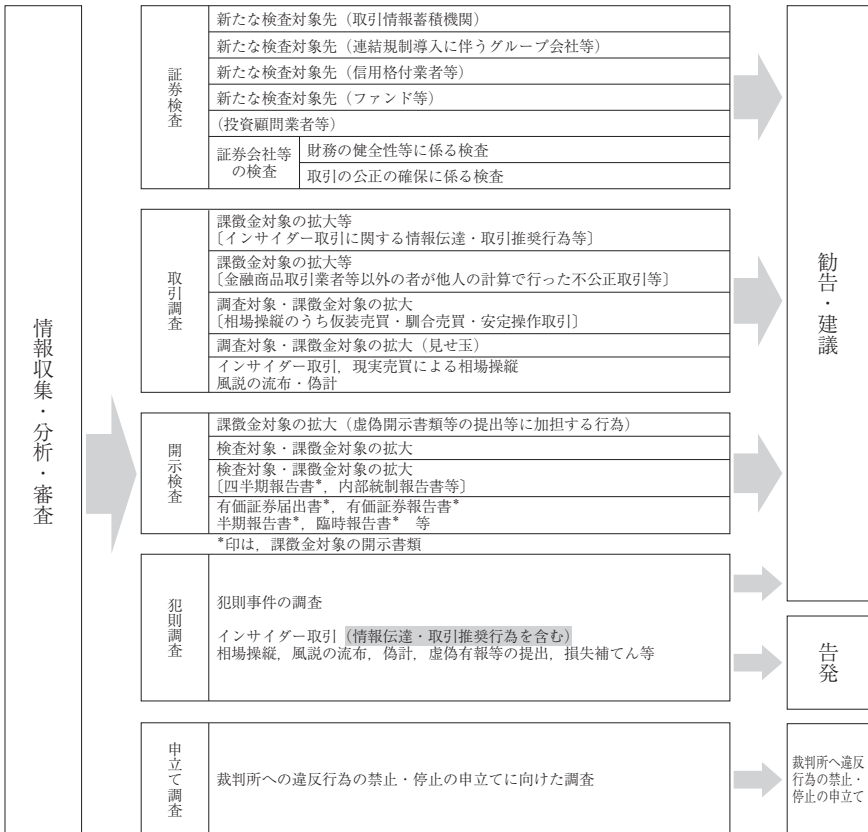 情報収集・分析・審査
証券検査
新たな検査対象先（取引情報蓄積機関）
新たな検査対象先（連結規制導入に伴うグループ会社等）
新たな検査対象先（信用格付業者等）
新たな検査対象先（ファンド等）
(投資顧問業者等)
証券会社等
の検査
財務の健全性等に係る検査
取引の公正の確保に係る検査
取引調査
課徴金対象の拡大等
〔インサイダー取引に関する情報伝達・取引推奨行為等〕
課徴金対象の拡大等
〔金融商品取引業者等以外の者が他人の計算で行った不公正取引等〕
調査対象・課徴金対象の拡大
〔相場操縦のうち仮装売買・馴合売買・安定操作取引〕
調査対象・課徴金対象の拡大（見せ玉）
インサイダー取引，現実売買による相場操縦
風説の流布・偽計
開示検査
課徴金対象の拡大（虚偽開示書類等の提出等に加担する行為）
検査対象・課徴金対象の拡大
検査対象・課徴金対象の拡大
〔四半期報告書*，内部統制報告書等〕
有価証券届出書*，有価証券報告書*
半期報告書*，臨時報告書*　等
*印は，課徴金対象の開示書類
犯則調査
犯則事件の調査
インサイダー取引（情報伝達・取引推奨行為を含む）
相場操縦，風説の流布，偽計，虚偽有報等の提出，損失補てん等
申立て調査
裁判所への違反行為の禁止・停止の申立てに向けた調査
勧告・建議
告発
裁判所へ違反
行為の禁止・
停止の申立て